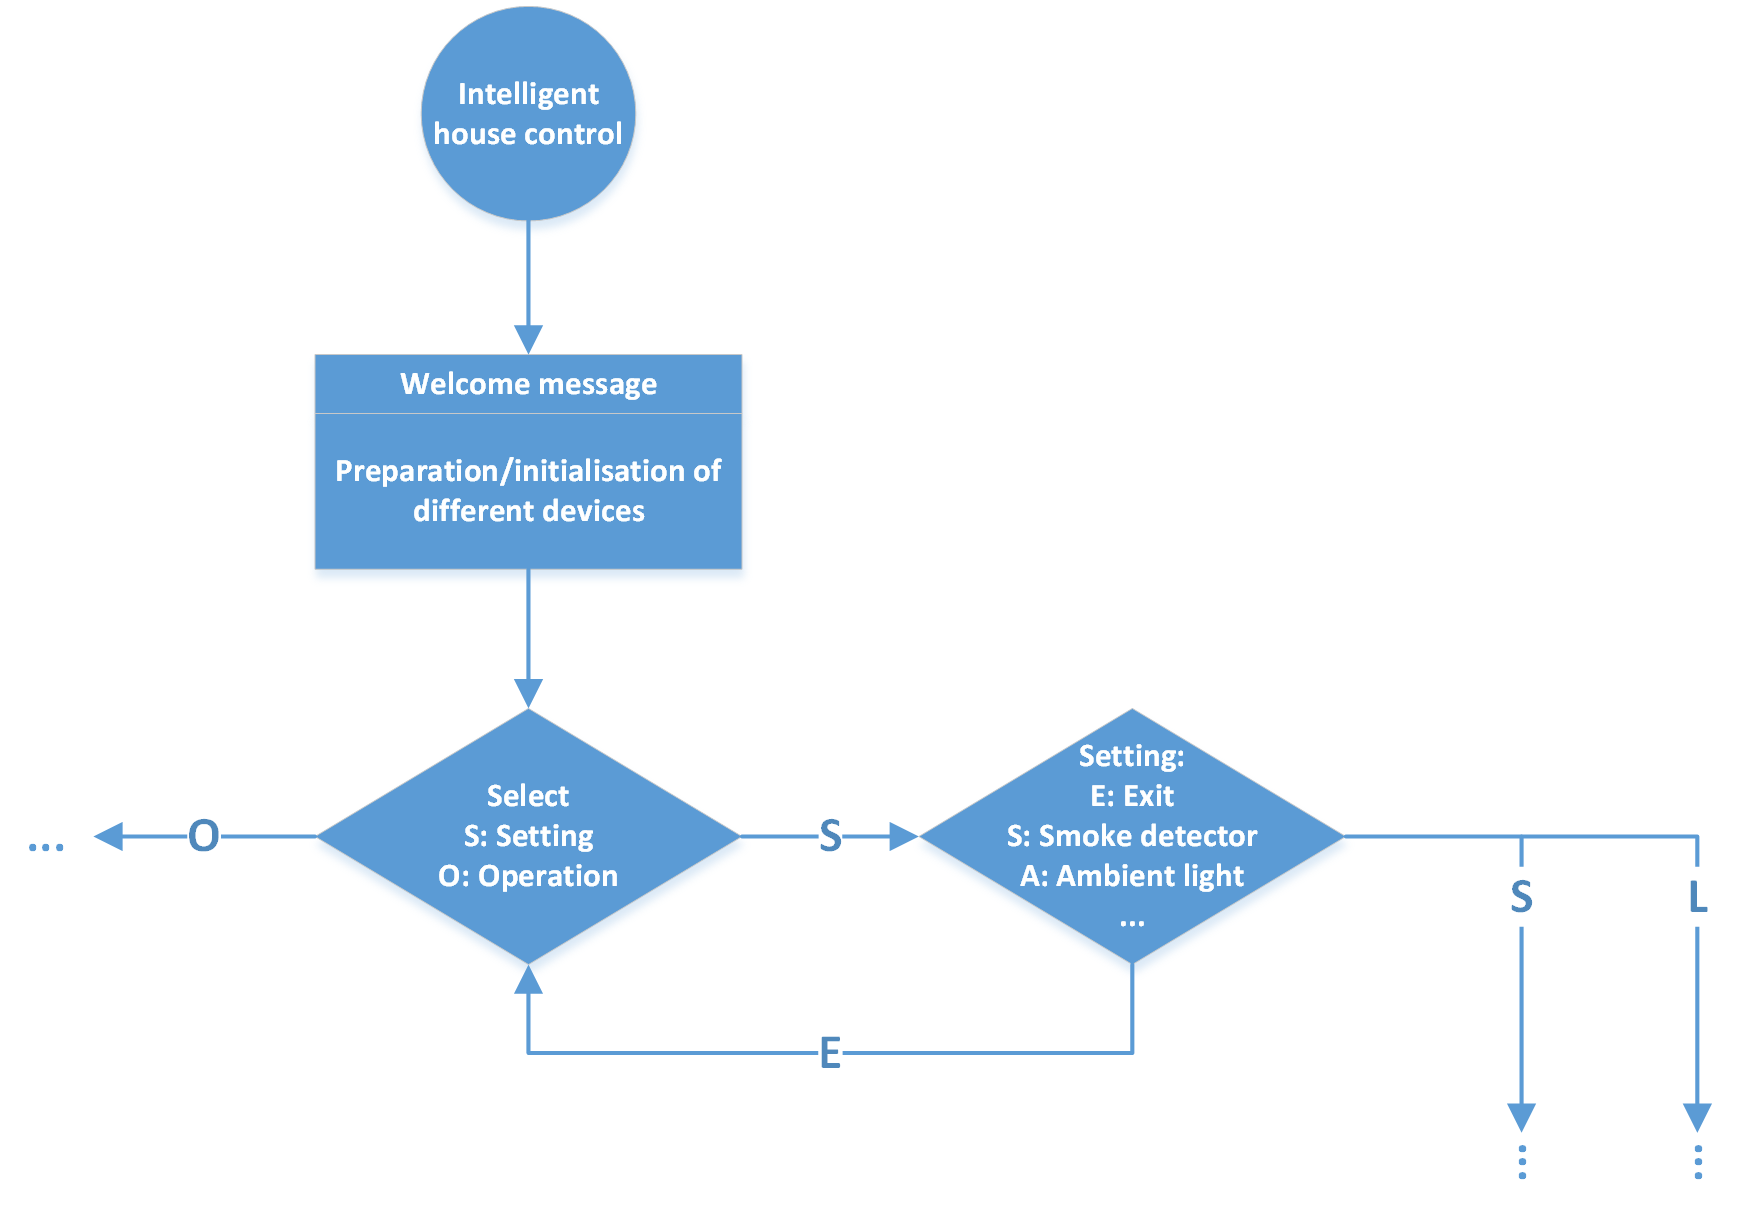 Intelligent
house control
Welcome message
Preparation/initialisation of
different devices
Select
S: Setting
O: Operation
Setting:
E: Exit
S: Smoke detector
A: Ambient light
...
...
O
S
S
L
E
...
...